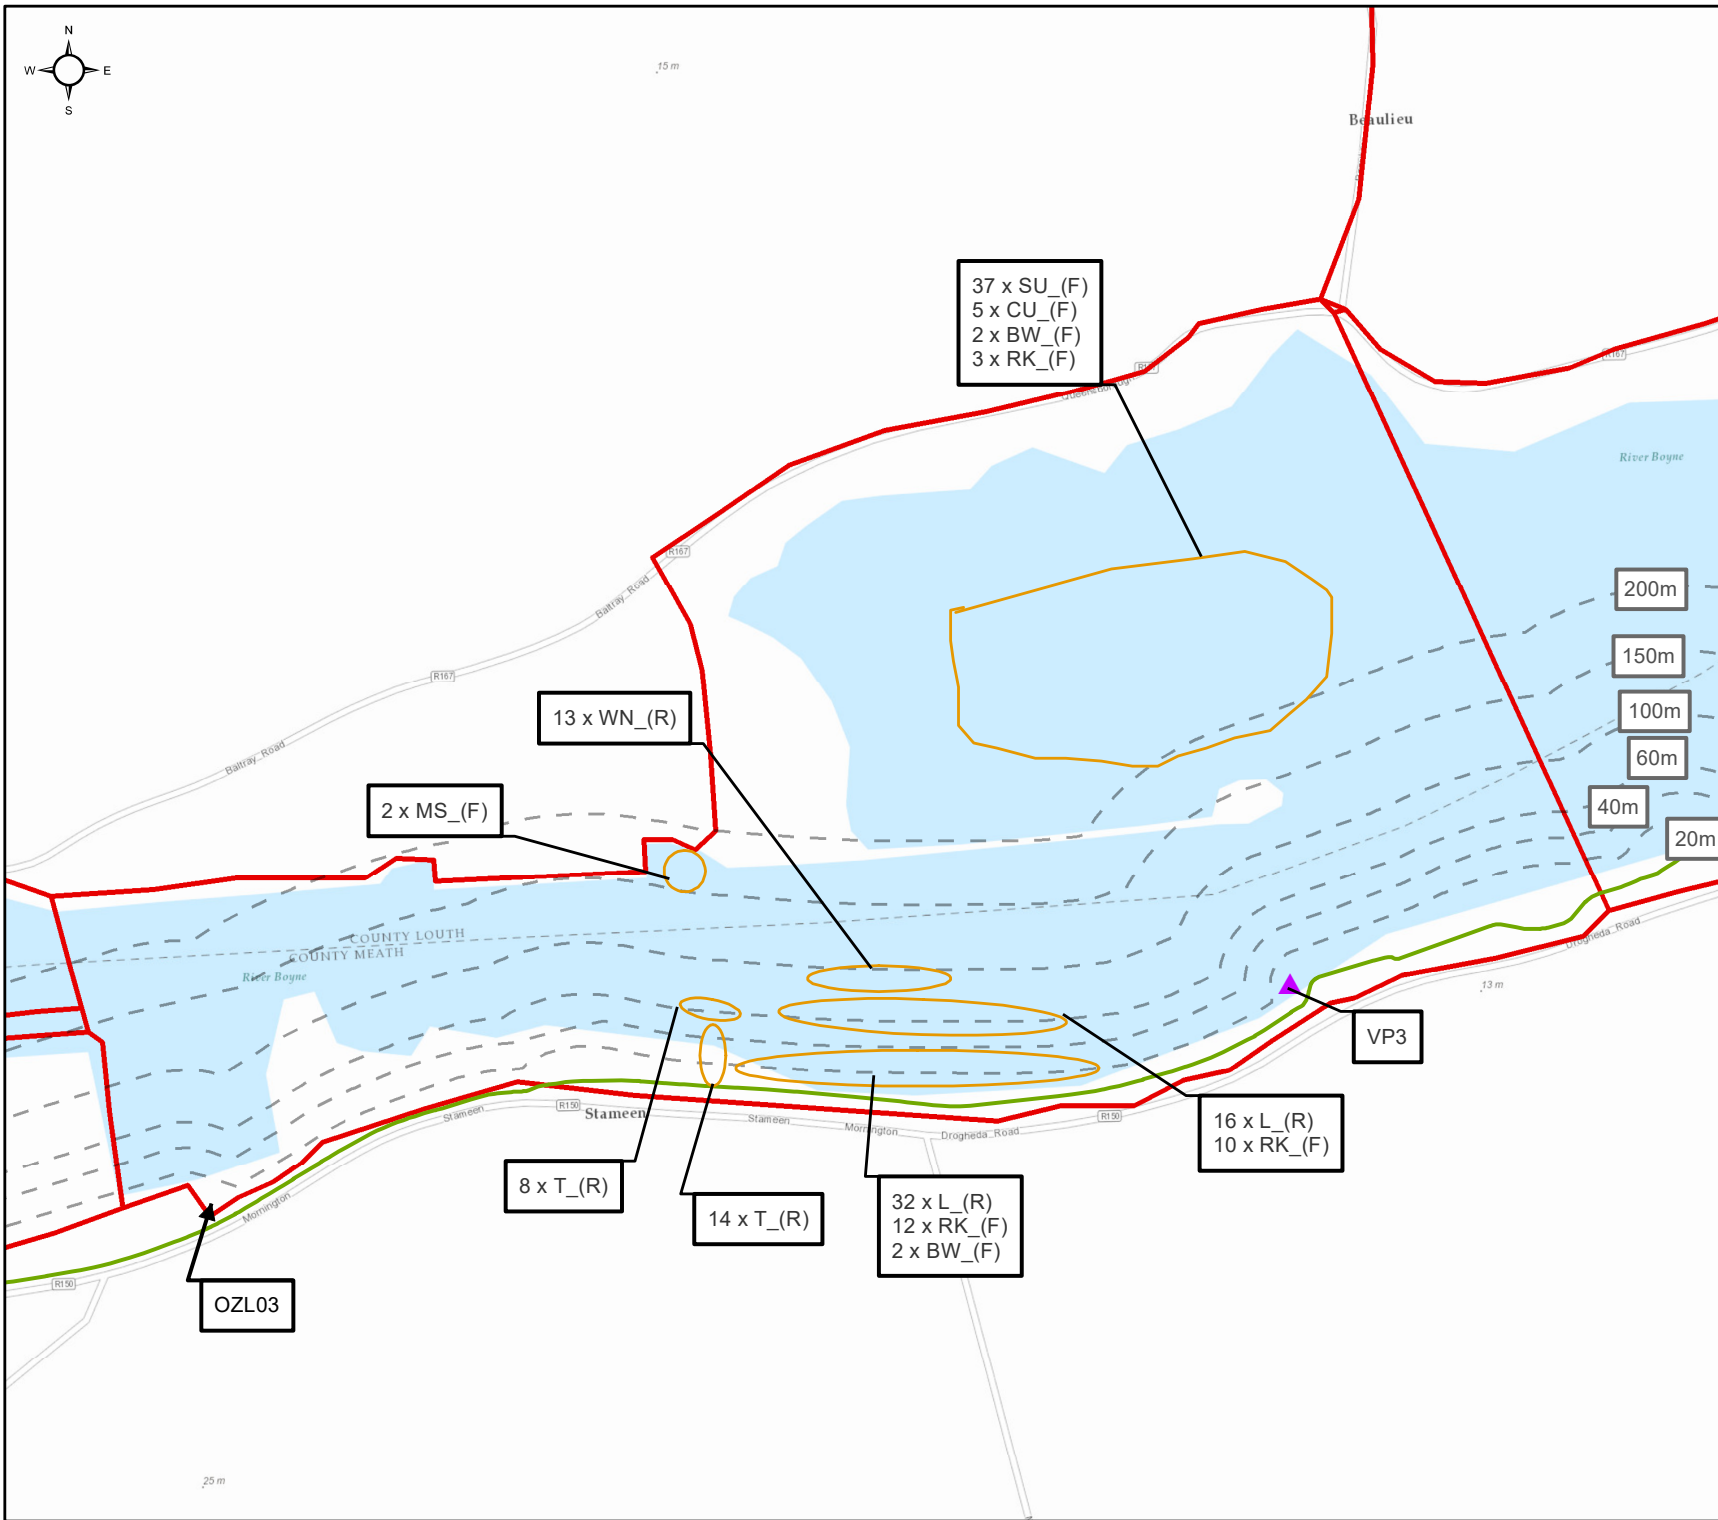 N
W E
S
15 m
Beaulieu
37 x SU_(F)
5 x CU_(F)
2 x BW_(F)
3 x RK_(F)
R167
River Boyne
R167
Baltray Road
200m
150m
R167
13 x WN_(R)
100m
Baltray Road
60m
2 x MS_(F)
40m
20m
COUNTY LOUTH
COUNTY MEATH
River Boyne
Drogheda Road
13 m
VP3
R150
Stameen
Stameen
Stameen
Mornington
Drogheda Road
R150
16 x L_(R)
10 x RK_(F)
8 x T_(R)
14 x T_(R)
32 x L_(R)
12 x RK_(F)
2 x BW_(F)
Mornington
R150
OZL03
25 m